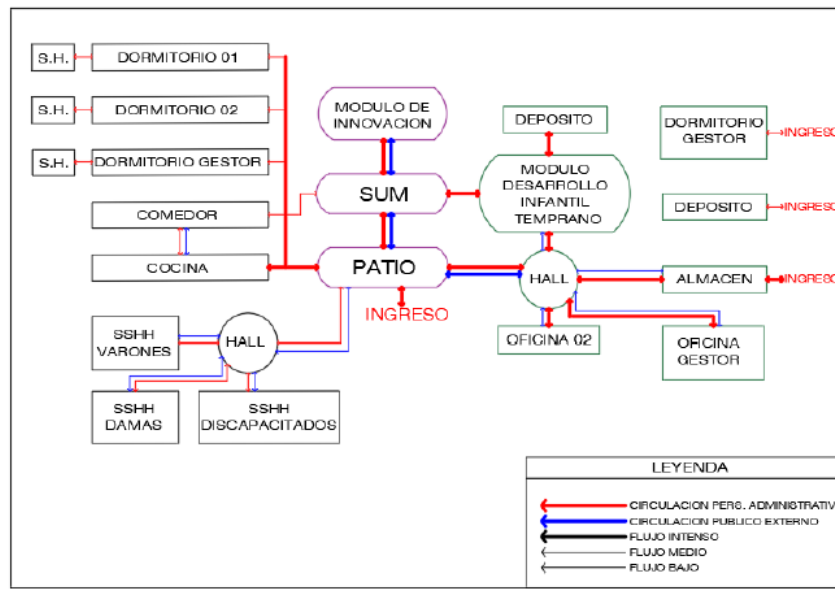 S.H.
DORMITORIO 01
S.H.
DORMITORIO 02
S.H.
DORMITORIO GESTOR
COMEDOR
COCINA
MODULO DE
INNOVACION
SUM
PATIO
INGRESO
DEPOSITO
MODULO
DESARROLLO
INFANTIL
TEMPRANO
HALL
OFICINA 02
DORMITORIO
GESTOR
INGRESO
DEPOSITO
INGRESO
ALMACEN
INGRESO
OFICINA
GESTOR
SSHH
VARONES
HALL
SSHH
DAMAS
SSHH
DISCAPACITADOS
LEYENDA
CIRCULACION PERS. ADMINISTRATIV
CIRCULACION PUBLICO EXTERNO
FLUJO INTENSO
FLUJO MEDIO
FLUJO BAJO